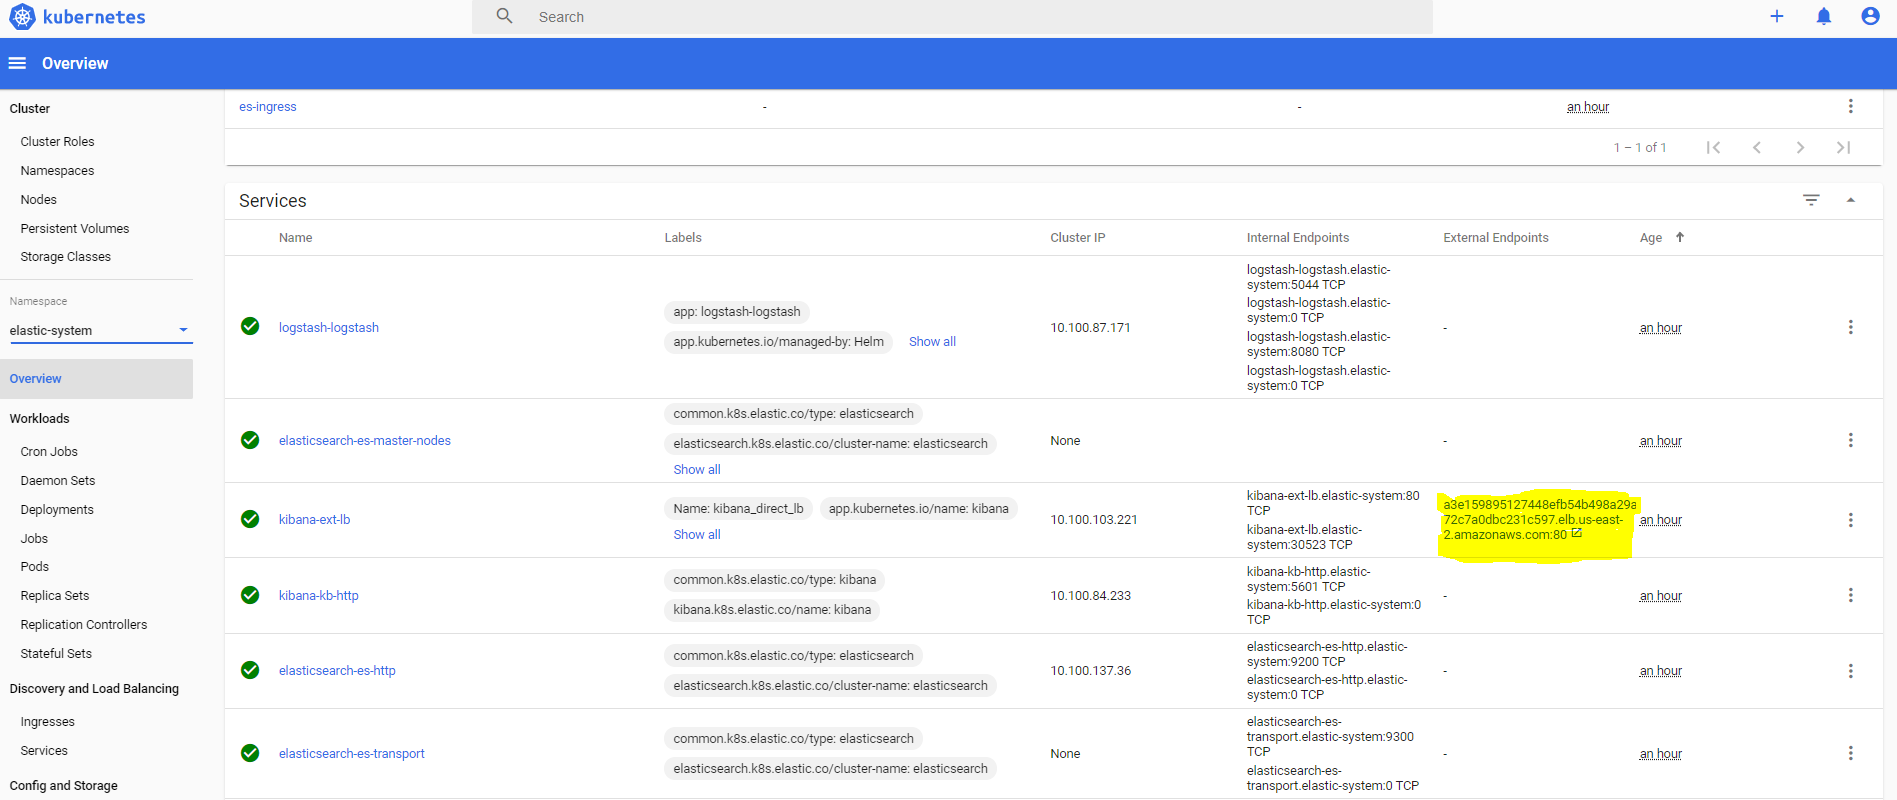 kubernetes
Search
Overview
Cluster
Cluster Roles
Namespaces
Nodes
Persistent Volumes
Storage Classes
Namespace
elastic-system
Overview
Workloads
Cron Jobs
Daemon Sets
Deployments
Jobs
Pods
Replica Sets
Replication Controllers
Stateful Sets
Discovery and Load Balancing
Ingresses
Services
Config and Storage
es-ingress - - an hour
1 – 1 of 1
Services
Name Labels Cluster IP Internal Endpoints External Endpoints Age
logstash-logstash
app: logstash-logstash
app.kubernetes.io/managed-by: Helm Show all
10.100.87.171
logstash-logstash.elastic-
system:5044 TCP
logstash-logstash.elastic-
system:0 TCP
logstash-logstash.elastic-
system:8080 TCP
logstash-logstash.elastic-
system:0 TCP
-
an hour
elasticsearch-es-master-nodes
common.k8s.elastic.co/type: elasticsearch
elasticsearch.k8s.elastic.co/cluster-name: elasticsearch
Show all
None
-
an hour
kibana-ext-lb
Name: kibana_direct_lb app.kubernetes.io/name: kibana
Show all
10.100.103.221
kibana-ext-lb.elastic-system:80
TCP
kibana-ext-lb.elastic-
system:30523 TCP
a3e159895127448efb54b498a29a
72c7a0dbc231c597.elb.us-east-
2.amazonaws.com:80
an hour
kibana-kb-http
common.k8s.elastic.co/type: kibana
kibana.k8s.elastic.co/name: kibana
10.100.84.233
kibana-kb-http.elastic-
system:5601 TCP
kibana-kb-http.elastic-system:0
TCP
-
an hour
elasticsearch-es-http
common.k8s.elastic.co/type: elasticsearch
elasticsearch.k8s.elastic.co/cluster-name: elasticsearch
10.100.137.36
elasticsearch-es-http.elastic-
system:9200 TCP
elasticsearch-es-http.elastic-
system:0 TCP
-
an hour
elasticsearch-es-transport
common.k8s.elastic.co/type: elasticsearch
elasticsearch.k8s.elastic.co/cluster-name: elasticsearch
None
elasticsearch-es-
transport.elastic-system:9300
TCP
elasticsearch-es-
transport.elastic-system:0 TCP
-
an hour